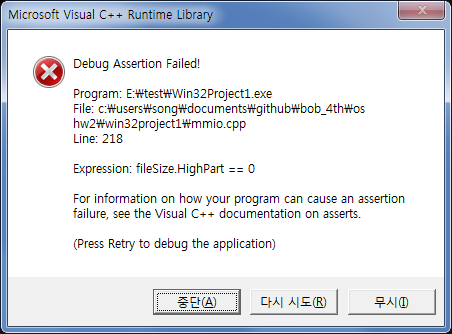 Microsoft Visual C++ Runtime Library
Debug Assertion Failed!
Program: E:₩test₩Win32Project1.exe
File: c:₩users₩song₩documents₩github₩bob_4th₩os
hw2₩win32project1₩mmio.cpp
Line: 218
Expression: fileSize.HighPart == 0
For information on how your program can cause an assertion
failure, see the Visual C++ documentation on asserts.
(Press Retry to debug the application)
중단(A) 다시 시도(R) 무시(I)